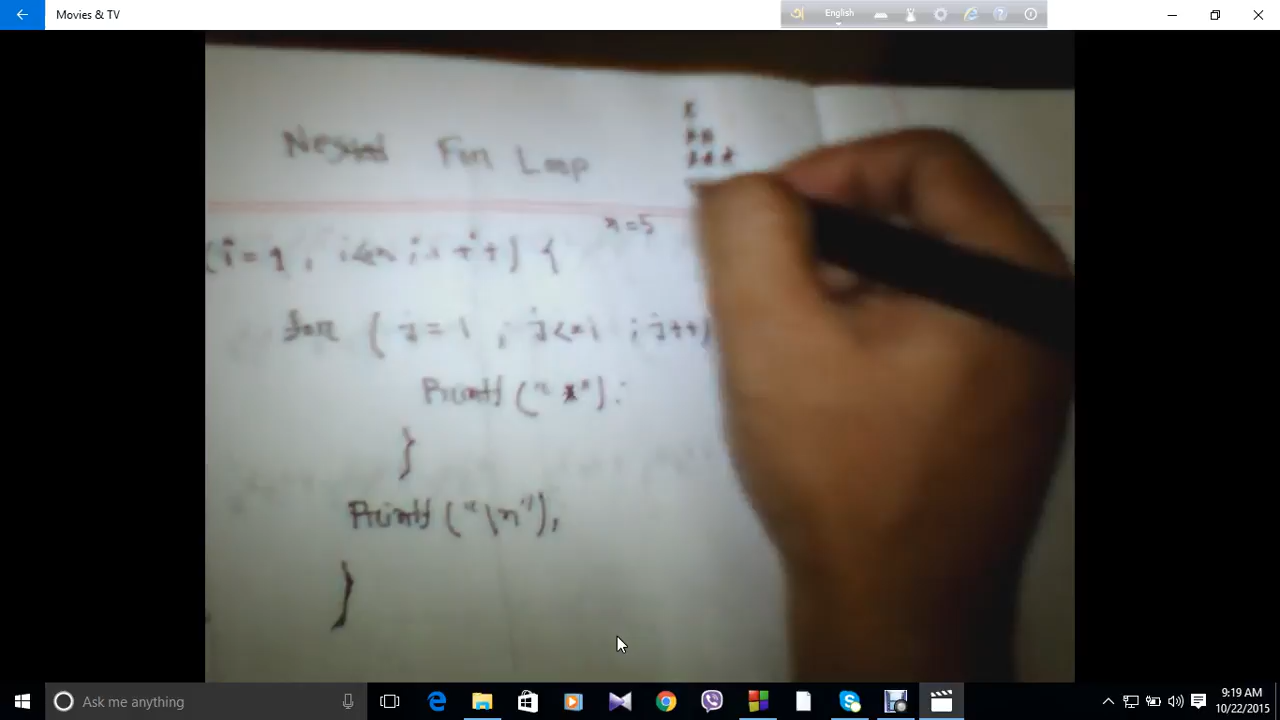 Movies & TV
English
Nested For Loop
*
**
***
n=5
(i=1, i<=n ; i++) {
for ( j=1 , j<=i ; j++)
Printf ("*");
}
Printf ("\n");
}
Ask me anything
9:19 AM
10/22/2015